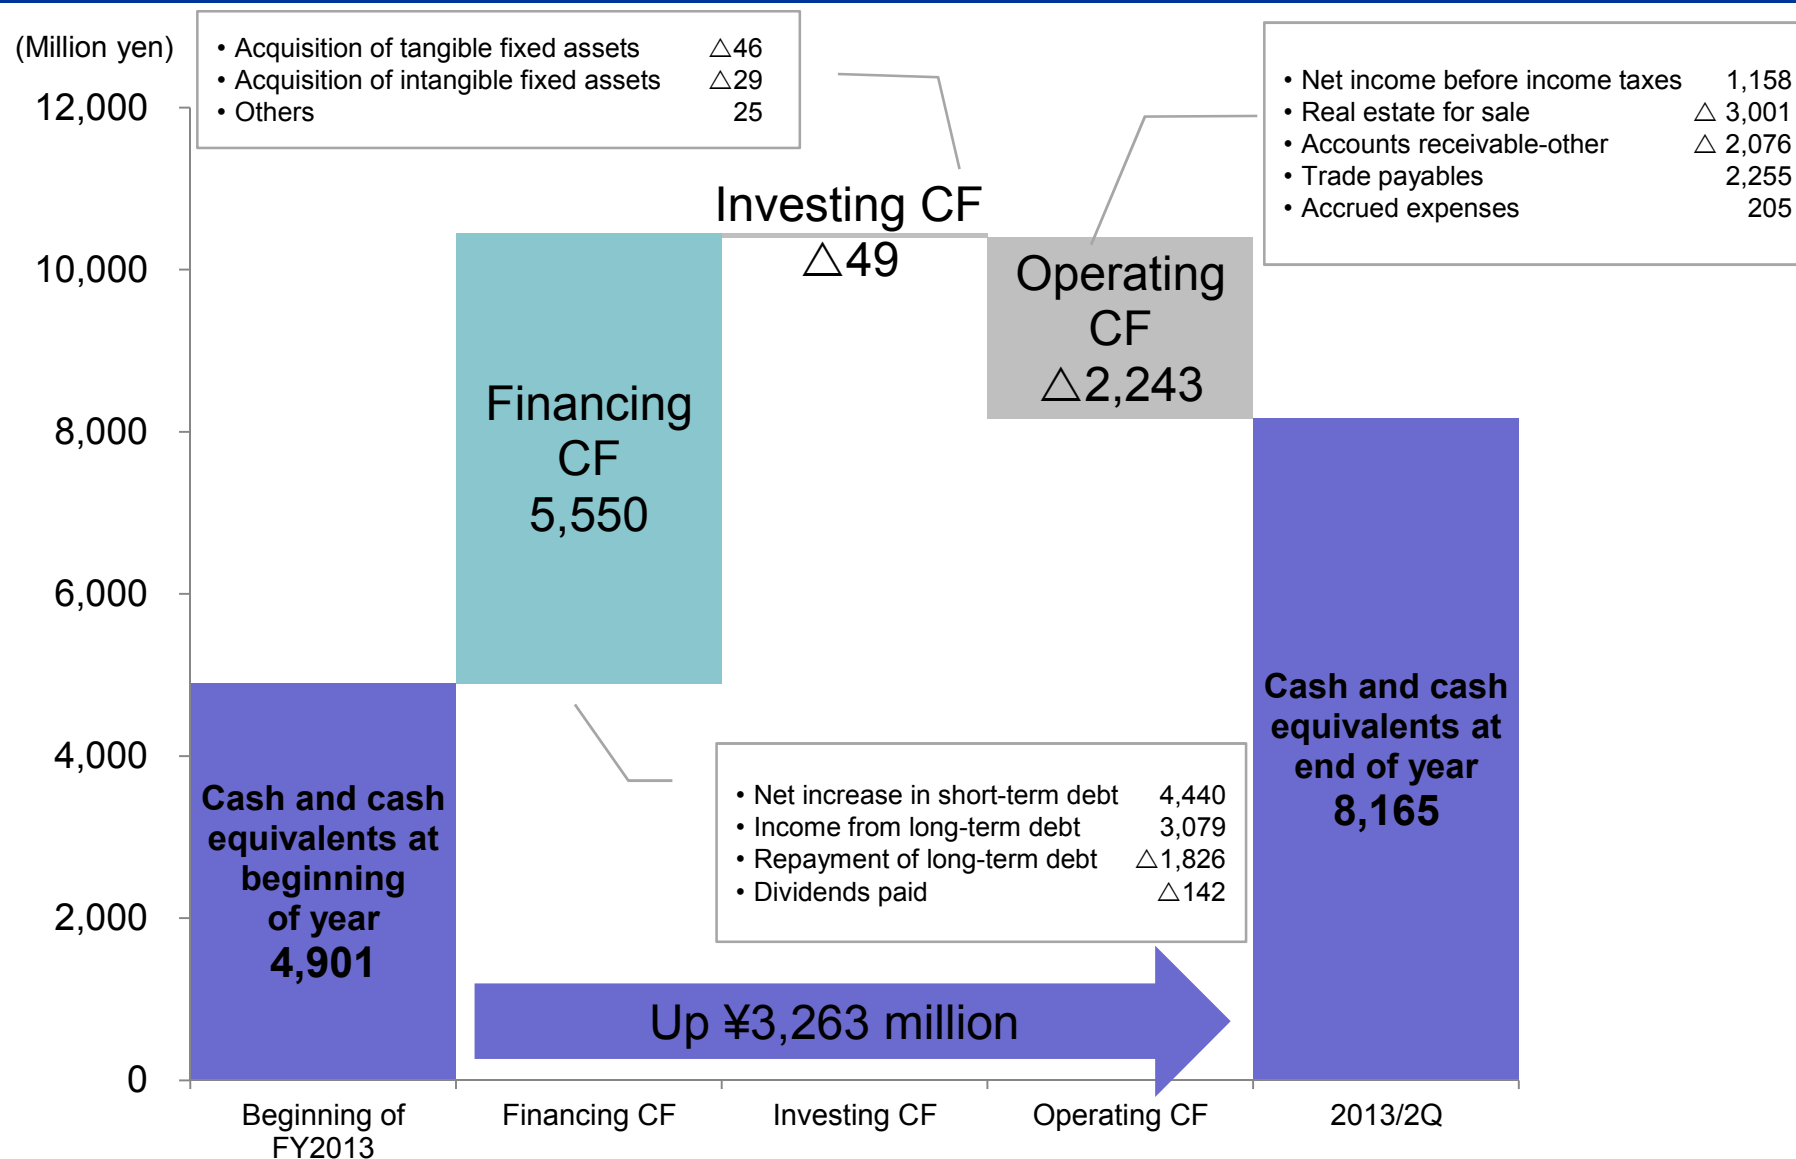 (Million yen)
• Acquisition of tangible fixed assets △46
• Acquisition of intangible fixed assets △29
• Others 25
• Net income before income taxes 1,158
• Real estate for sale △ 3,001
• Accounts receivable-other △ 2,076
• Trade payables 2,255
• Accrued expenses 205
12,000
10,000
8,000
6,000
4,000
2,000
0
Investing CF
△49
Operating
CF
△2,243
Financing
CF
5,550
Cash and cash
equivalents at
beginning
of year
4,901
Cash and cash
equivalents at
end of year
8,165
• Net increase in short-term debt 4,440
• Income from long-term debt 3,079
• Repayment of long-term debt △1,826
• Dividends paid △142
Up ¥3,263 million
Beginning of
FY2013
Financing CF
Investing CF
Operating CF
2013/2Q